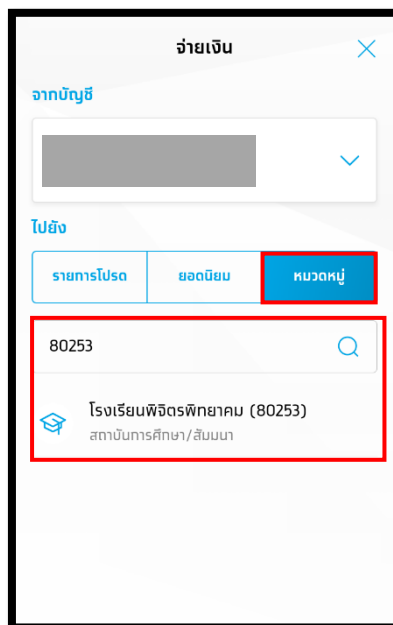 จ่ายเงิน
จากบัญชี
ไปยัง
รายการโปรด ยอดนิยม หมวดหมู่
80253
โรงเรียนพิจิตรพิทยาคม (80253)
สถาบันการศึกษา/สัมมนา